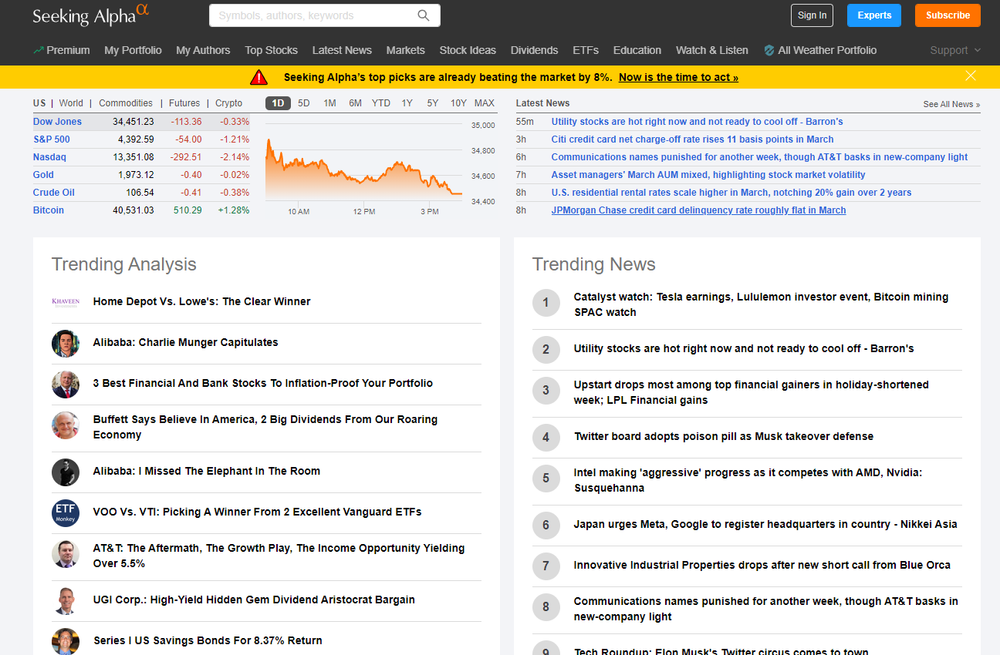 Seeking Alpha α
Symbols, authors, keywords
Sign In
Experts
Subscribe
Premium My Portfolio My Authors Top Stocks Latest News Markets Stock Ideas Dividends ETFs Education Watch & Listen All Weather Portfolio Support
Seeking Alpha’s top picks are already beating the market by 8%. Now is the time to act »
US | World | Commodities | Futures | Crypto
Dow Jones 34,451.23 -113.36 -0.33%
S&P 500 4,392.59 -54.00 -1.21%
Nasdaq 13,351.08 -292.51 -2.14%
Gold 1,973.12 -0.40 -0.02%
Crude Oil 106.54 -0.41 -0.38%
Bitcoin 40,531.03 510.29 +1.28%
1D 5D 1M 6M YTD 1Y 5Y 10Y MAX
35,000
34,800
34,600
34,400
10 AM 12 PM 3 PM
Latest News See All News »
55m Utility stocks are hot right now and not ready to cool off - Barron's
3h Citi credit card net charge-off rate rises 11 basis points in March
6h Communications names punished for another week, though AT&T basks in new-company light
7h Asset managers' March AUM mixed, highlighting stock market volatility
8h U.S. residential rental rates scale higher in March, notching 20% gain over 2 years
8h JPMorgan Chase credit card delinquency rate roughly flat in March
Trending Analysis
KHAVEEN
Home Depot Vs. Lowe's: The Clear Winner
Alibaba: Charlie Munger Capitulates
3 Best Financial And Bank Stocks To Inflation-Proof Your Portfolio
Buffett Says Believe In America, 2 Big Dividends From Our Roaring
Economy
Alibaba: I Missed The Elephant In The Room
ETF
Monkey
VOO Vs. VTI: Picking A Winner From 2 Excellent Vanguard ETFs
AT&T: The Aftermath, The Growth Play, The Income Opportunity Yielding
Over 5.5%
UGI Corp.: High-Yield Hidden Gem Dividend Aristocrat Bargain
Series I US Savings Bonds For 8.37% Return
Trending News
1 Catalyst watch: Tesla earnings, Lululemon investor event, Bitcoin mining
SPAC watch
2 Utility stocks are hot right now and not ready to cool off - Barron's
3 Upstart drops most among top financial gainers in holiday-shortened
week; LPL Financial gains
4 Twitter board adopts poison pill as Musk takeover defense
5 Intel making 'aggressive' progress as it competes with AMD, Nvidia:
Susquehanna
6 Japan urges Meta, Google to register headquarters in country - Nikkei Asia
7 Innovative Industrial Properties drops after new short call from Blue Orca
8 Communications names punished for another week, though AT&T basks in
new-company light
9 Tech Roundup: Elon Musk's Twitter circus comes to town